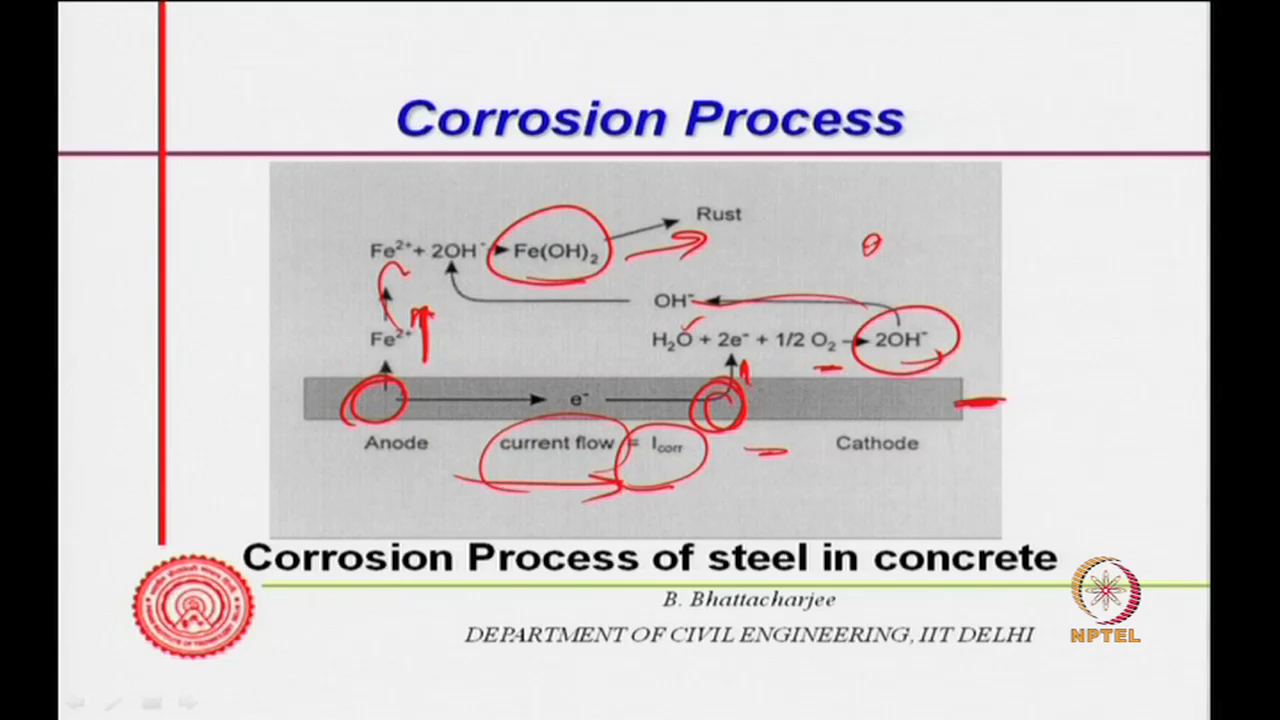 Corrosion Process
Rust
Fe²⁺ + 2OH⁻ → Fe(OH)₂
OH⁻
Fe²⁺
H₂O + 2e⁻ + 1/2 O₂ → 2OH⁻
e⁻
Anode
current flow = Icorr
Cathode
Corrosion Process of steel in concrete
B. Bhattacharjee
DEPARTMENT OF CIVIL ENGINEERING, IIT DELHI
NPTEL